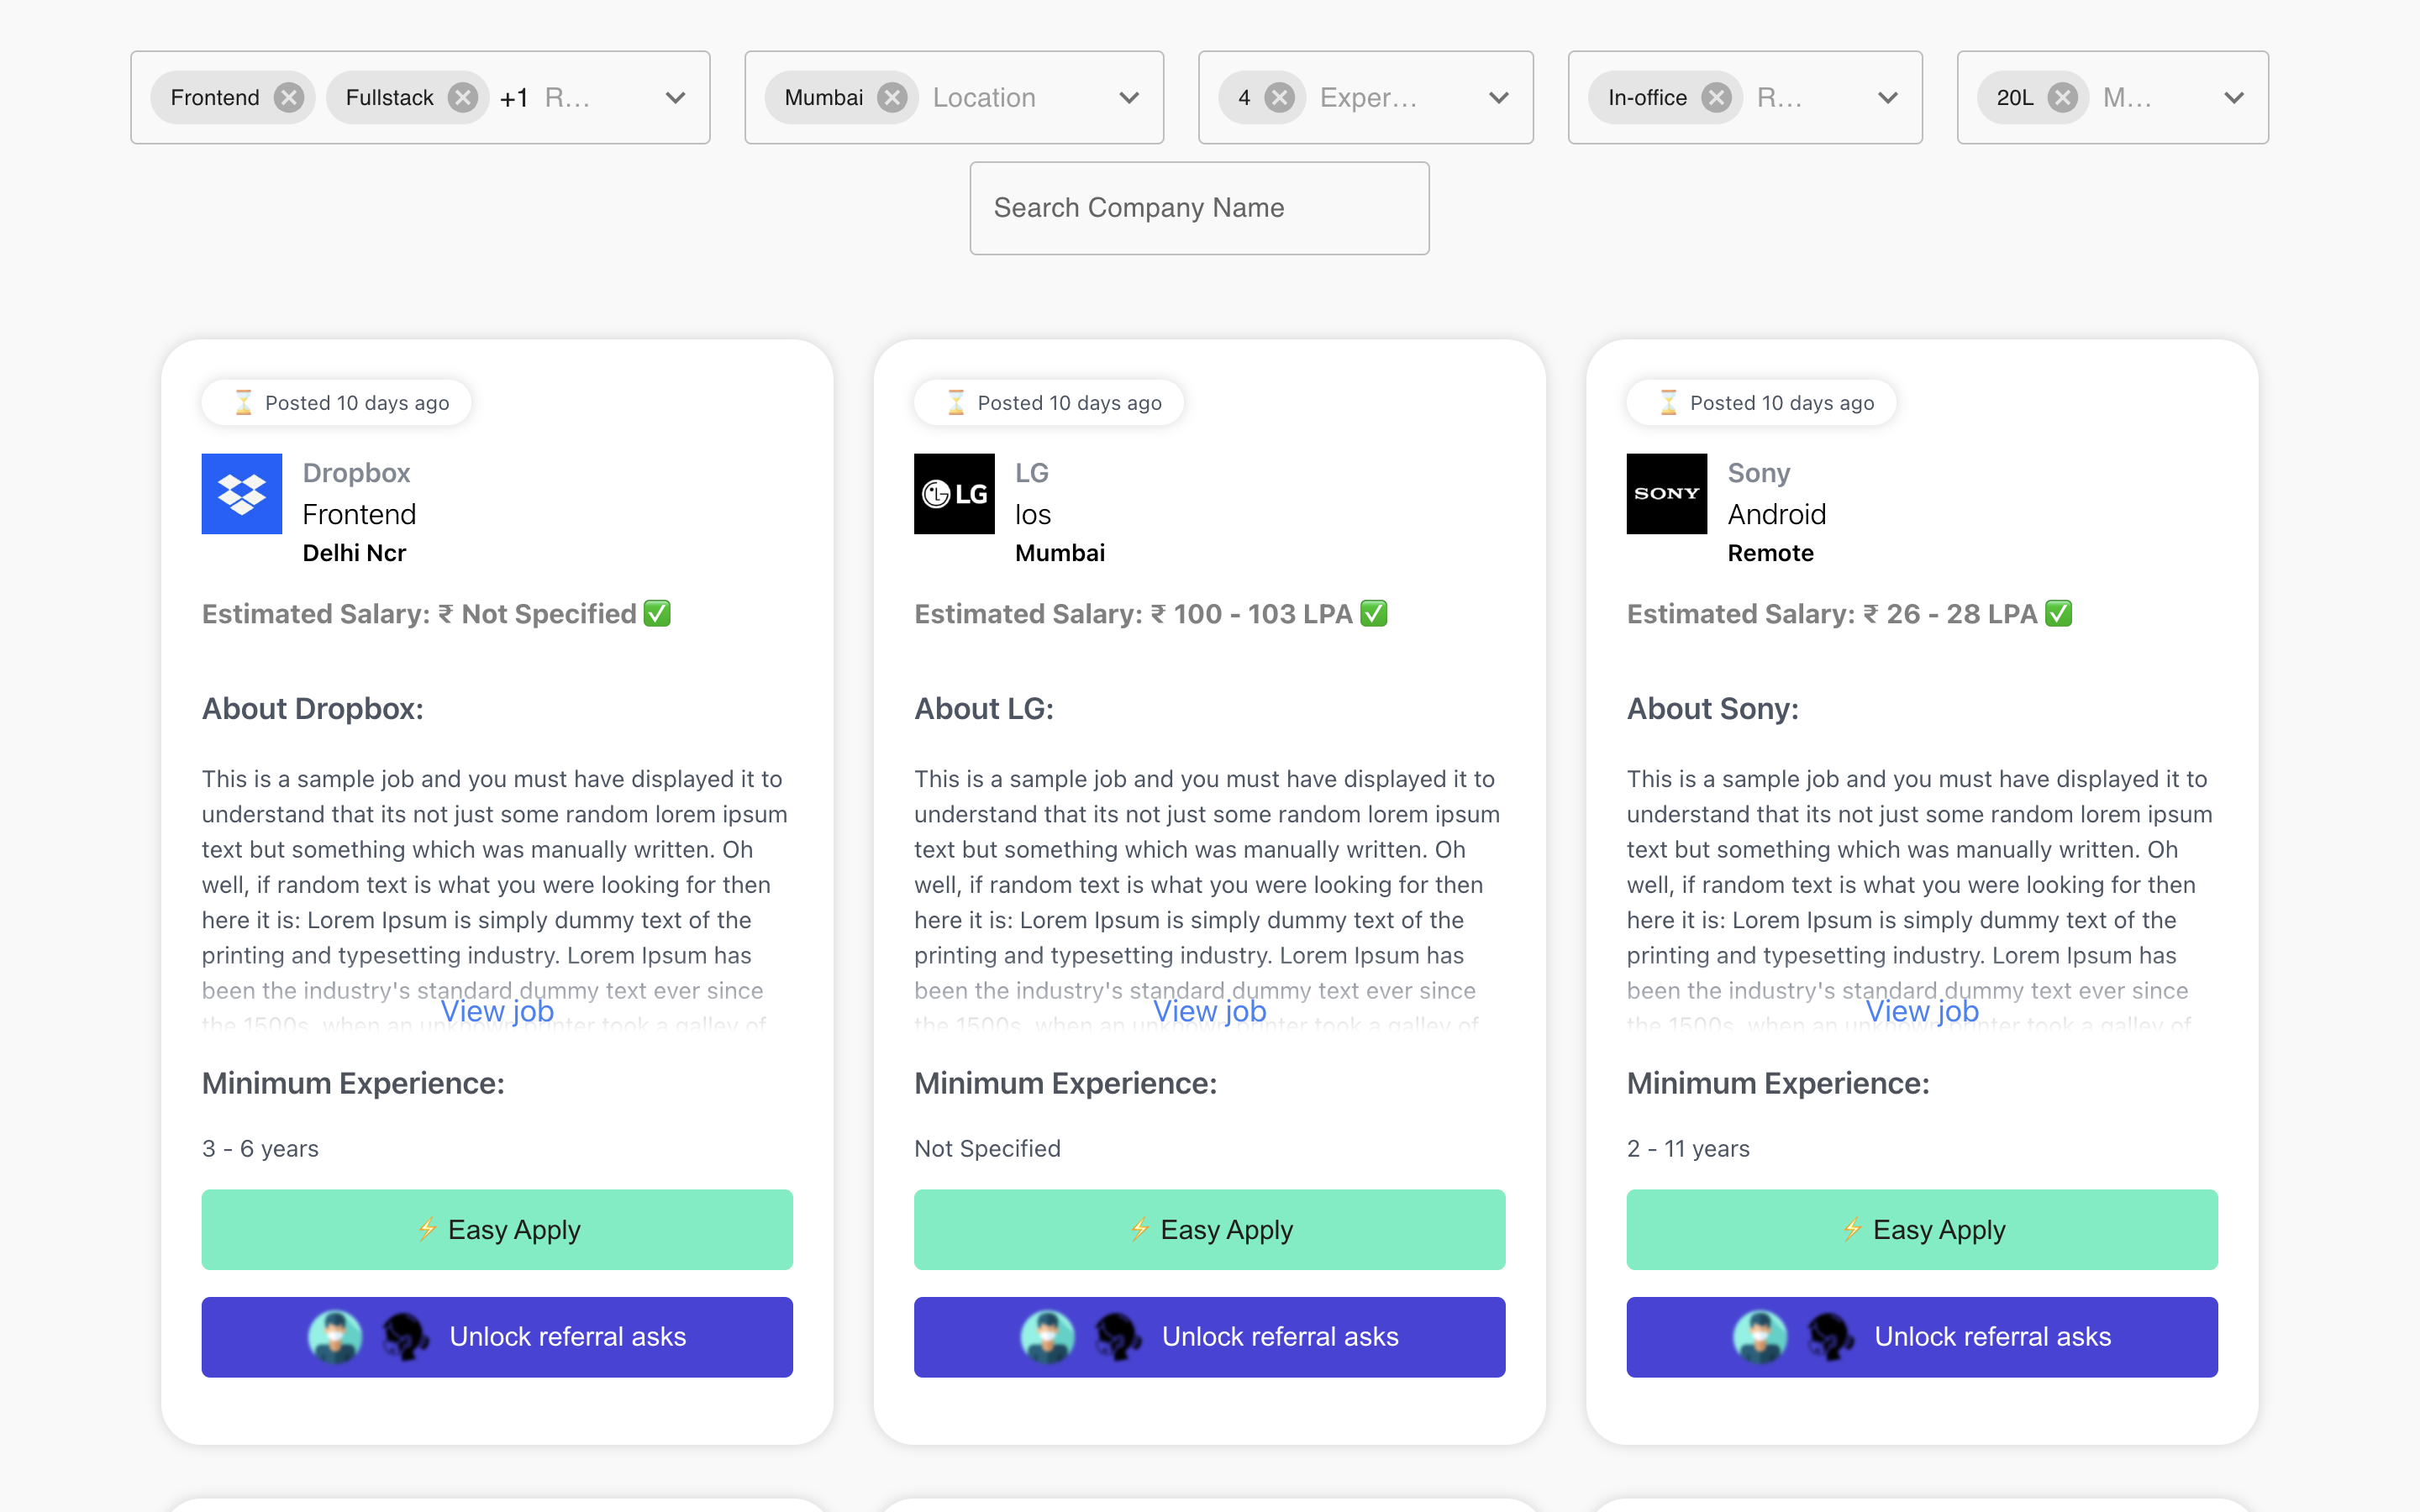 Frontend Fullstack +1 R...
Mumbai Location
4 Exper...
In-office R...
20L M...
Search Company Name
⏳ Posted 10 days ago
Dropbox
Frontend
Delhi Ncr
Estimated Salary: ₹ Not Specified ✅
About Dropbox:
This is a sample job and you must have displayed it to
understand that its not just some random lorem ipsum
text but something which was manually written. Oh
well, if random text is what you were looking for then
here it is: Lorem Ipsum is simply dummy text of the
printing and typesetting industry. Lorem Ipsum has
been the industry's standard dummy text ever since
the 1500s, when an unknown printer took a galley of
View job
Minimum Experience:
3 - 6 years
⚡ Easy Apply
Unlock referral asks
⏳ Posted 10 days ago
LG
LG
Ios
Mumbai
Estimated Salary: ₹ 100 - 103 LPA ✅
About LG:
This is a sample job and you must have displayed it to
understand that its not just some random lorem ipsum
text but something which was manually written. Oh
well, if random text is what you were looking for then
here it is: Lorem Ipsum is simply dummy text of the
printing and typesetting industry. Lorem Ipsum has
been the industry's standard dummy text ever since
the 1500s, when an unknown printer took a galley of
View job
Minimum Experience:
Not Specified
⚡ Easy Apply
Unlock referral asks
⏳ Posted 10 days ago
SONY
Sony
Android
Remote
Estimated Salary: ₹ 26 - 28 LPA ✅
About Sony:
This is a sample job and you must have displayed it to
understand that its not just some random lorem ipsum
text but something which was manually written. Oh
well, if random text is what you were looking for then
here it is: Lorem Ipsum is simply dummy text of the
printing and typesetting industry. Lorem Ipsum has
been the industry's standard dummy text ever since
the 1500s, when an unknown printer took a galley of
View job
Minimum Experience:
2 - 11 years
⚡ Easy Apply
Unlock referral asks